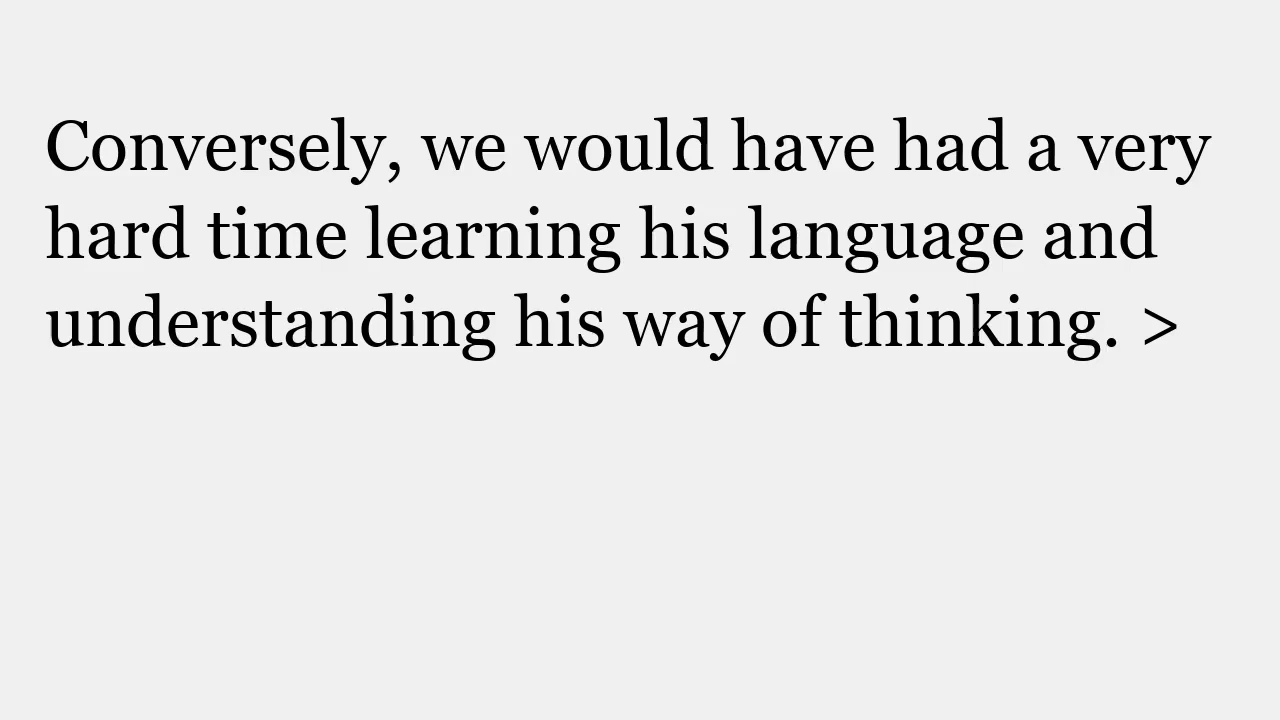 Conversely, we would have had a very
hard time learning his language and
understanding his way of thinking. >